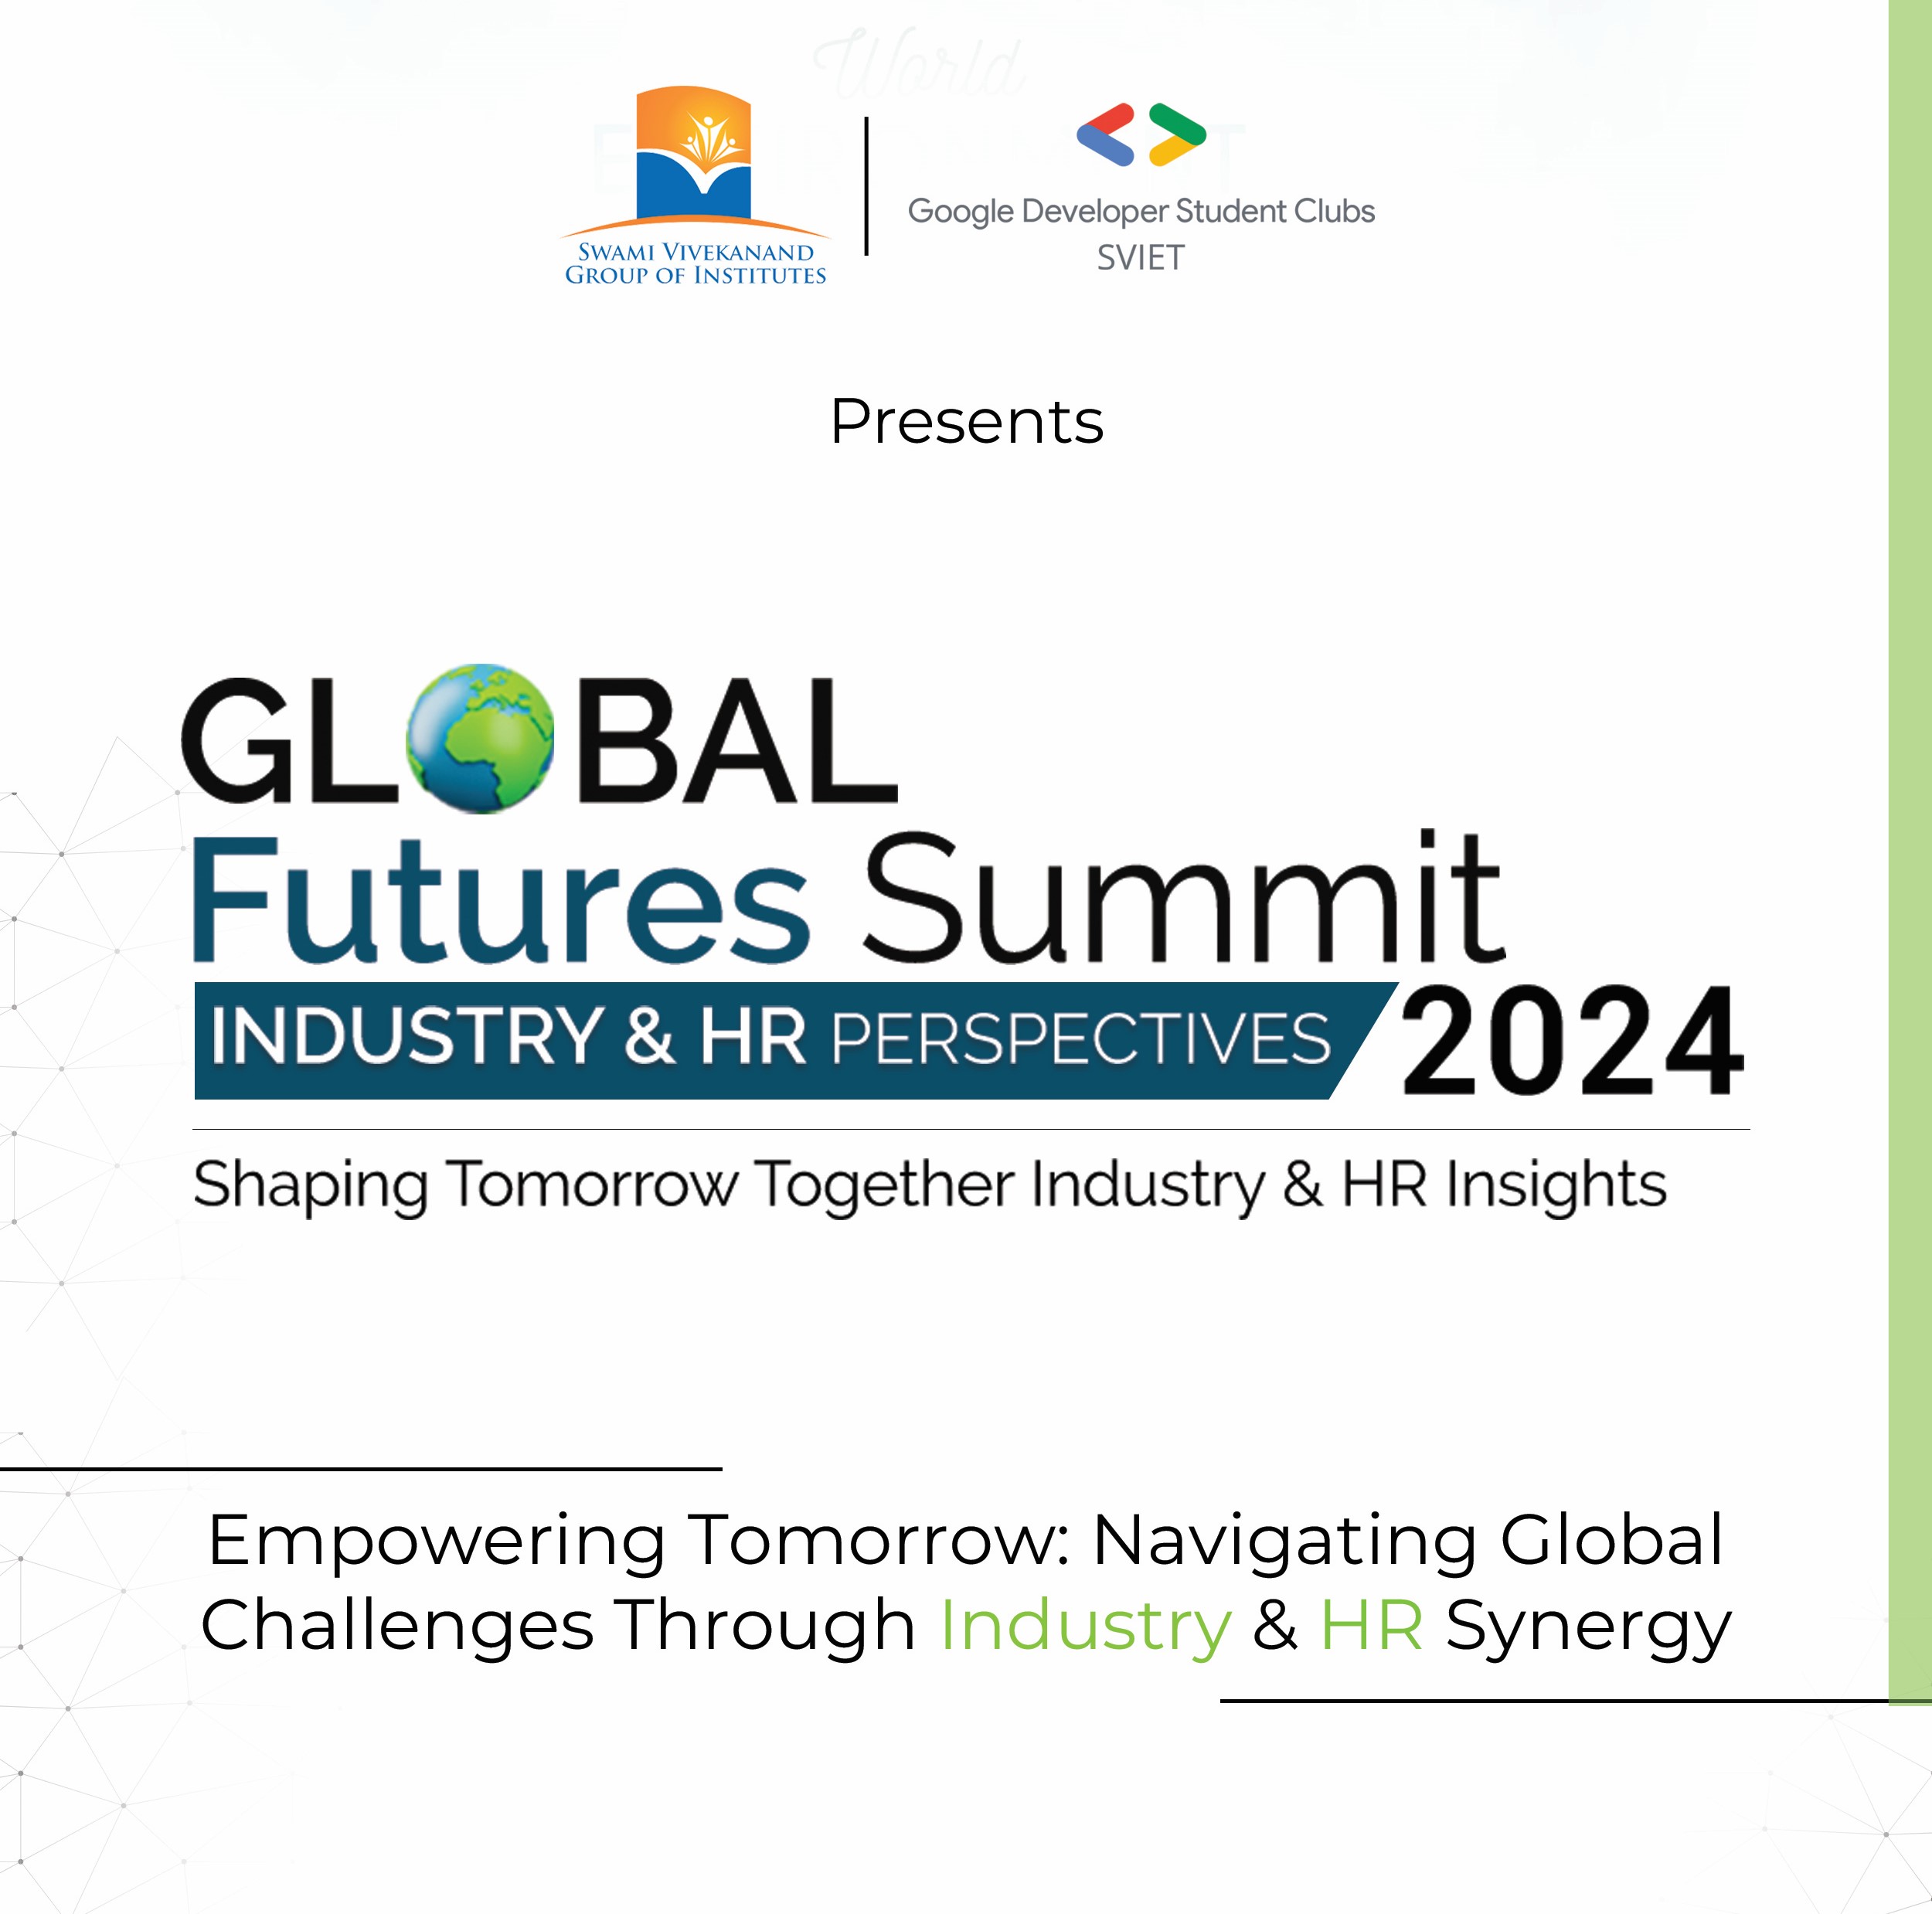 World
SWAMI VIVEKANAND
GROUP OF INSTITUTES
Google Developer Student Clubs
SVIET
Presents
GLOBAL
Futures Summit
INDUSTRY & HR PERSPECTIVES 2024
Shaping Tomorrow Together Industry & HR Insights
Empowering Tomorrow: Navigating Global
Challenges Through Industry & HR Synergy